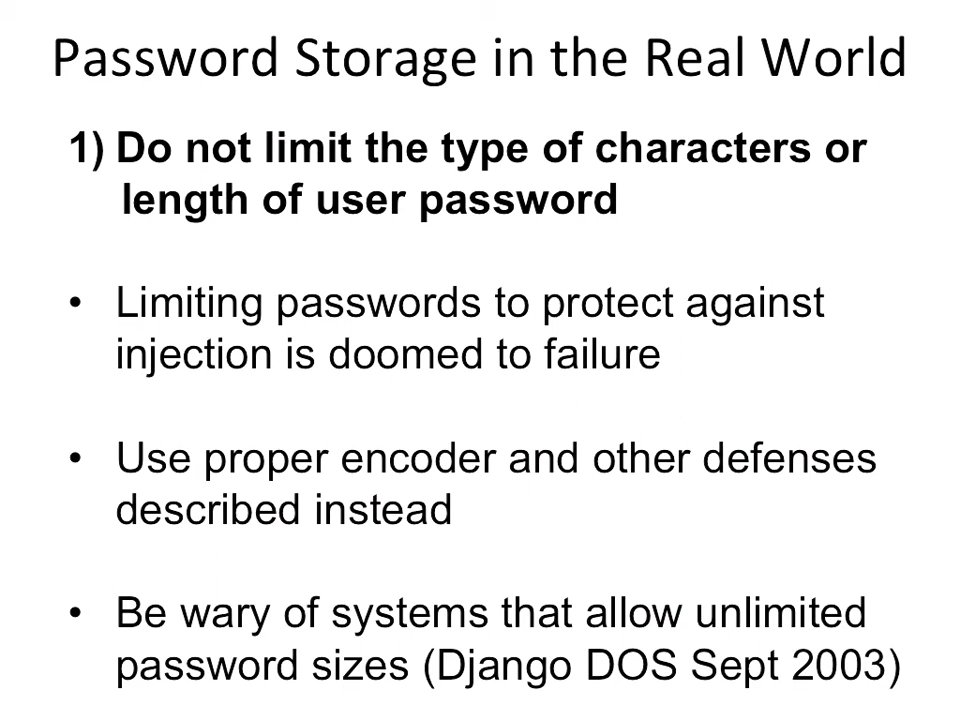 Password Storage in the Real World
1) Do not limit the type of characters or
length of user password
• Limiting passwords to protect against
injection is doomed to failure
• Use proper encoder and other defenses
described instead
• Be wary of systems that allow unlimited
password sizes (Django DOS Sept 2003)